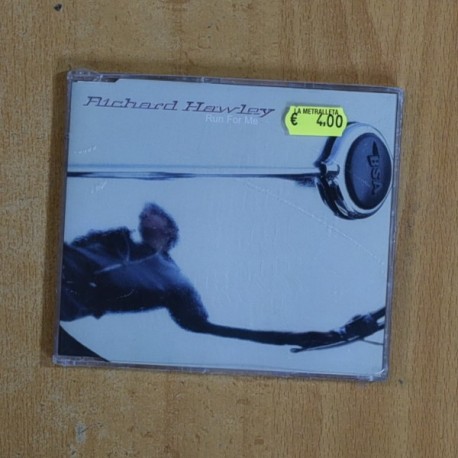 Richard Hawley
Run For Me
LA METRALLETA
€ 4,00
BSA